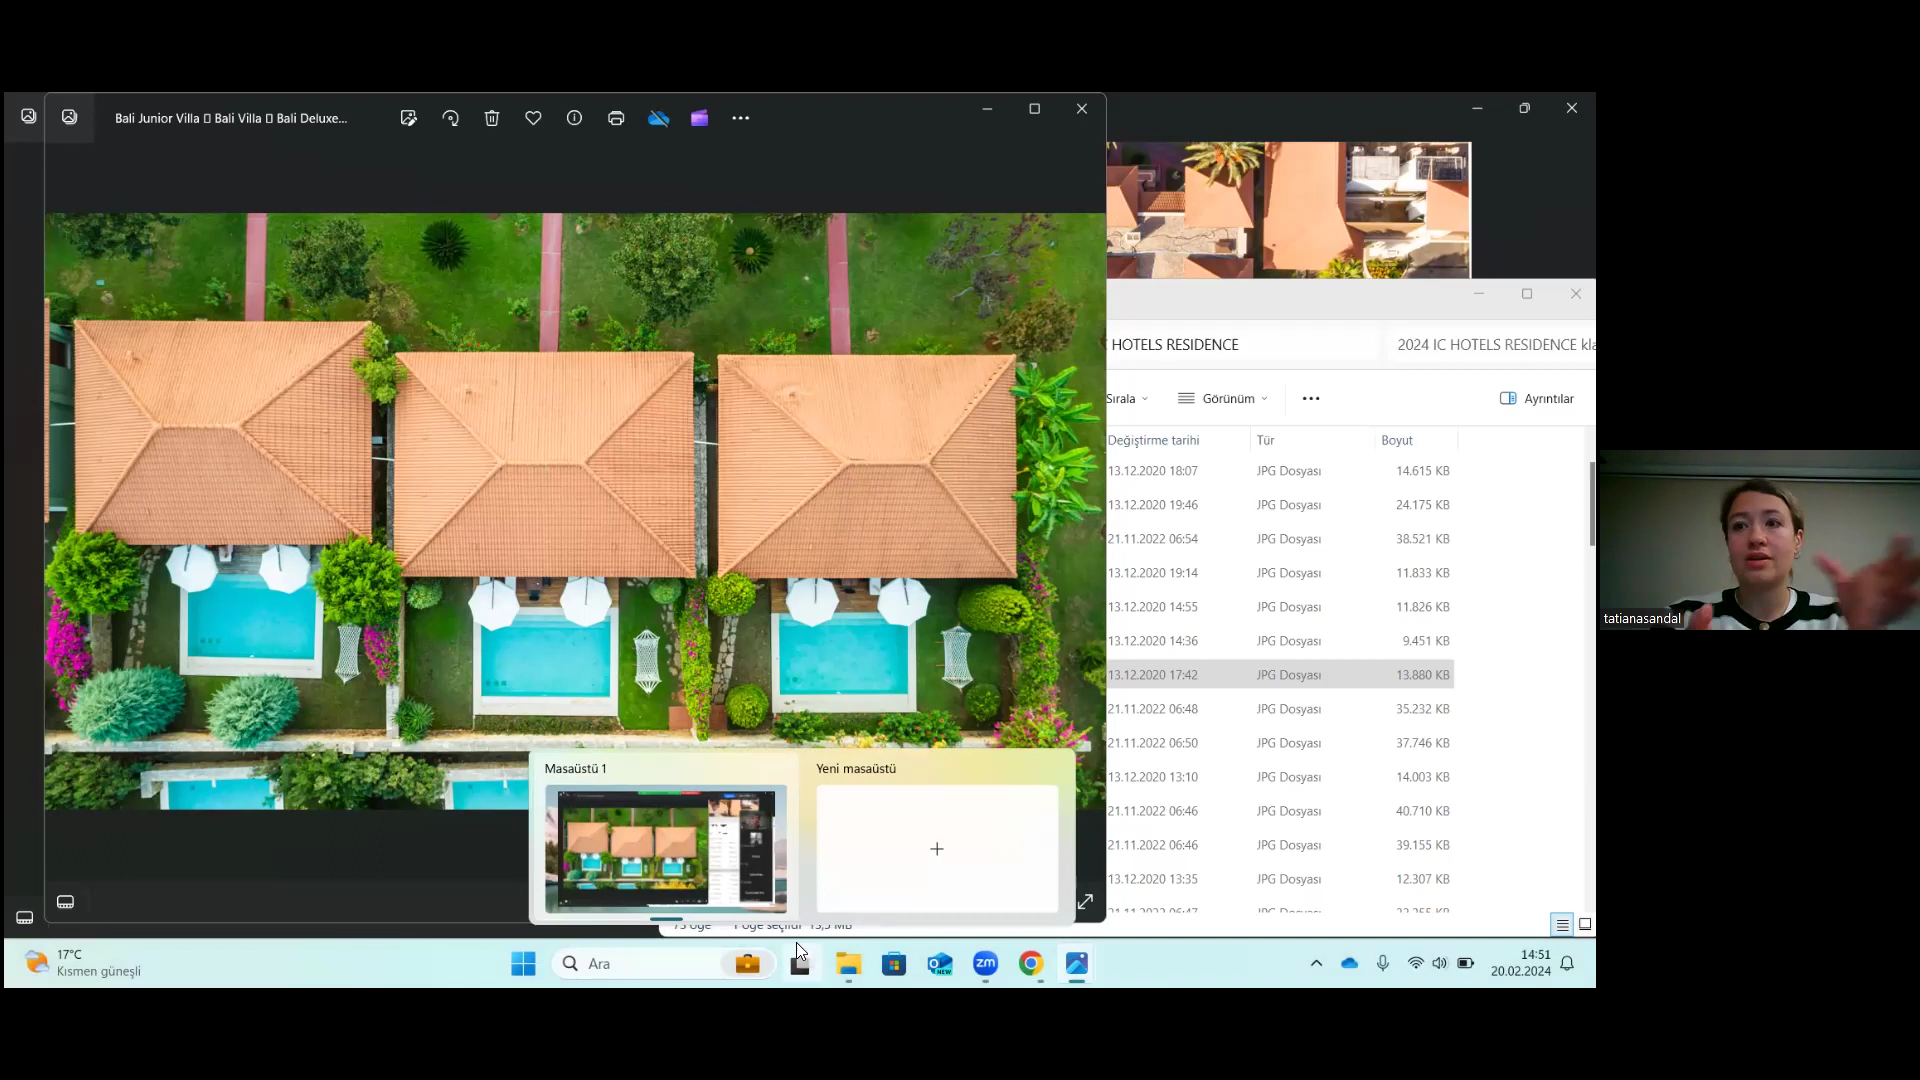 Bali Junior Villa ▯ Bali Villa ▯ Bali Deluxe...
HOTELS RESIDENCE
2024 IC HOTELS RESIDENCE kla
Sırala
Görünüm
Ayrıntılar
Değiştirme tarihi Tür Boyut
13.12.2020 18:07 JPG Dosyası 14.615 KB
13.12.2020 19:46 JPG Dosyası 24.175 KB
21.11.2022 06:54 JPG Dosyası 38.521 KB
13.12.2020 19:14 JPG Dosyası 11.833 KB
13.12.2020 14:55 JPG Dosyası 11.826 KB
13.12.2020 14:36 JPG Dosyası 9.451 KB
13.12.2020 17:42 JPG Dosyası 13.880 KB
21.11.2022 06:48 JPG Dosyası 35.232 KB
21.11.2022 06:50 JPG Dosyası 37.746 KB
13.12.2020 13:10 JPG Dosyası 14.003 KB
21.11.2022 06:46 JPG Dosyası 40.710 KB
21.11.2022 06:46 JPG Dosyası 39.155 KB
13.12.2020 13:35 JPG Dosyası 12.307 KB
tatianasandal
Masaüstü 1
Yeni masaüstü
17°C
Kısmen güneşli
Ara
NEW
zm
14:51
20.02.2024